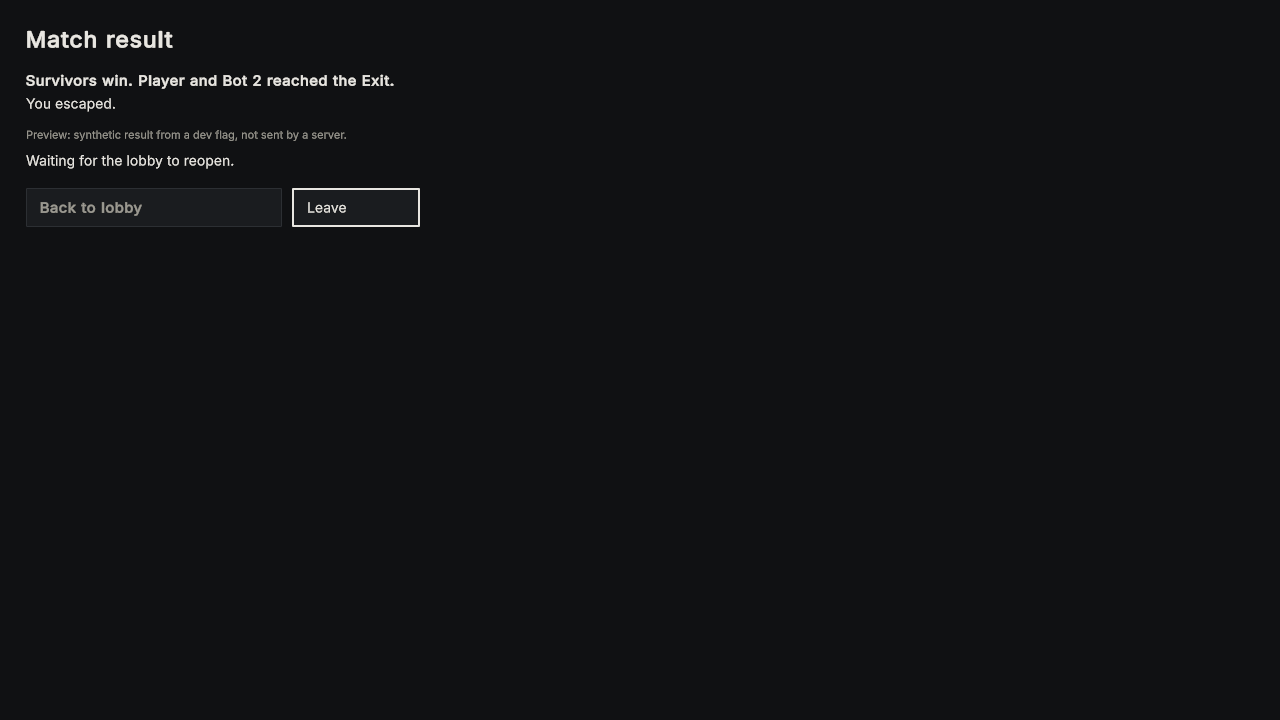 Match result
Survivors win. Player and Bot 2 reached the Exit.
You escaped.
Preview: synthetic result from a dev flag, not sent by a server.
Waiting for the lobby to reopen.
Back to lobby
Leave